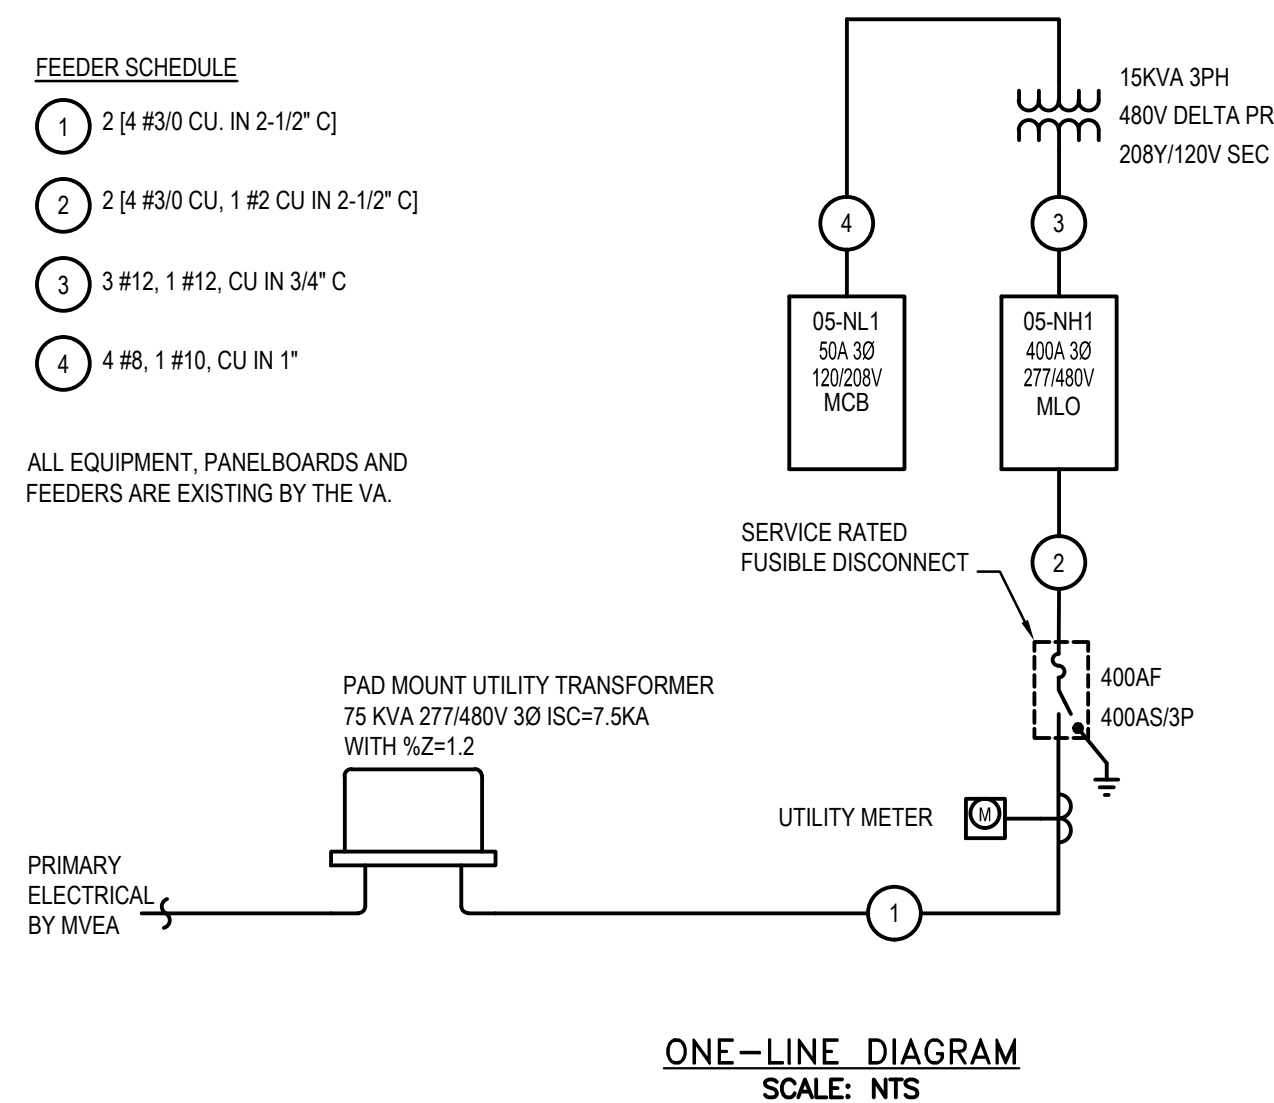 FEEDER SCHEDULE
1 2 [4 #3/0 CU. IN 2-1/2" C]
2 2 [4 #3/0 CU, 1 #2 CU IN 2-1/2" C]
3 3 #12, 1 #12, CU IN 3/4" C
4 4 #8, 1 #10, CU IN 1"
ALL EQUIPMENT, PANELBOARDS AND
FEEDERS ARE EXISTING BY THE VA.
15KVA 3PH
480V DELTA PR
208Y/120V SEC
4
3
05-NL1
50A 3Ø
120/208V
MCB
05-NH1
400A 3Ø
277/480V
MLO
SERVICE RATED
FUSIBLE DISCONNECT
2
400AF
400AS/3P
PAD MOUNT UTILITY TRANSFORMER
75 KVA 277/480V 3Ø ISC=7.5KA
WITH %Z=1.2
UTILITY METER
M
PRIMARY
ELECTRICAL
BY MVEA
1
ONE-LINE DIAGRAM
SCALE: NTS